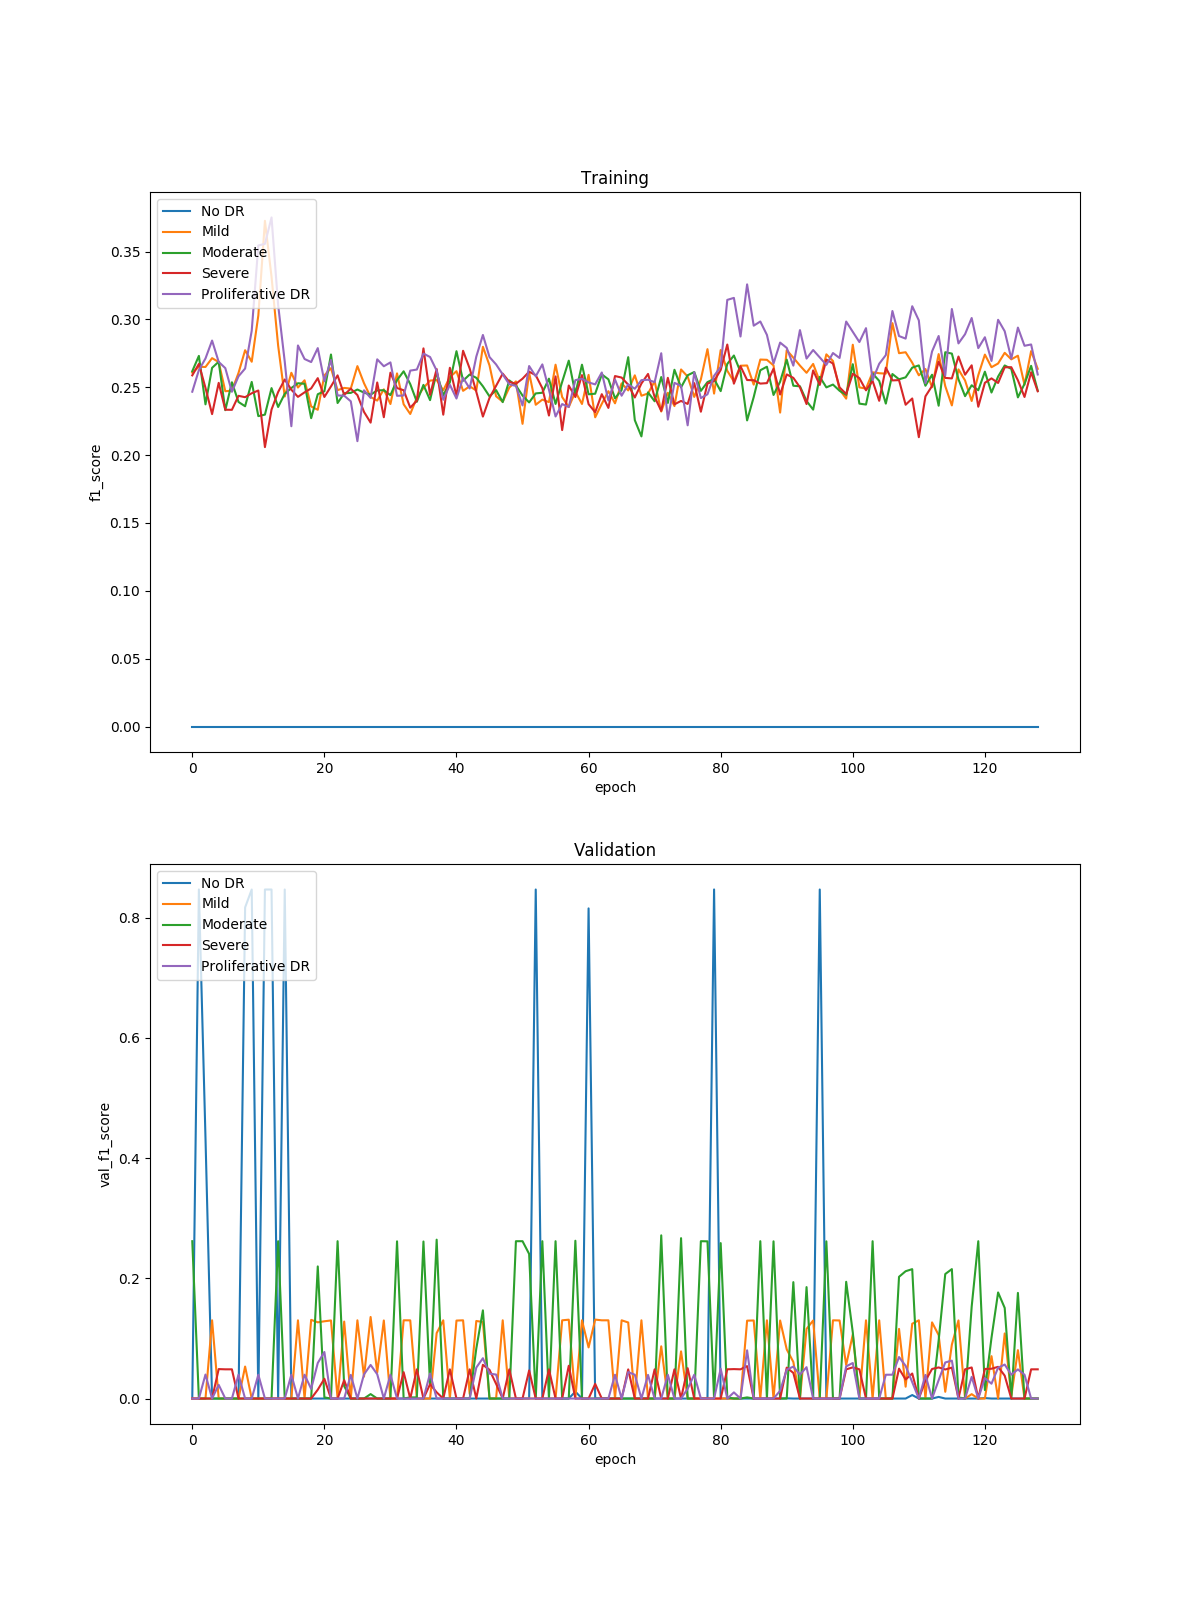 Training
No DR
Mild
Moderate
Severe
Proliferative DR
0.35
0.30
0.25
0.20
0.15
0.10
0.05
0.00
f1_score
0 20 40 60 80 100 120
epoch
Validation
No DR
Mild
Moderate
Severe
Proliferative DR
0.8
0.6
0.4
0.2
0.0
val_f1_score
0 20 40 60 80 100 120
epoch